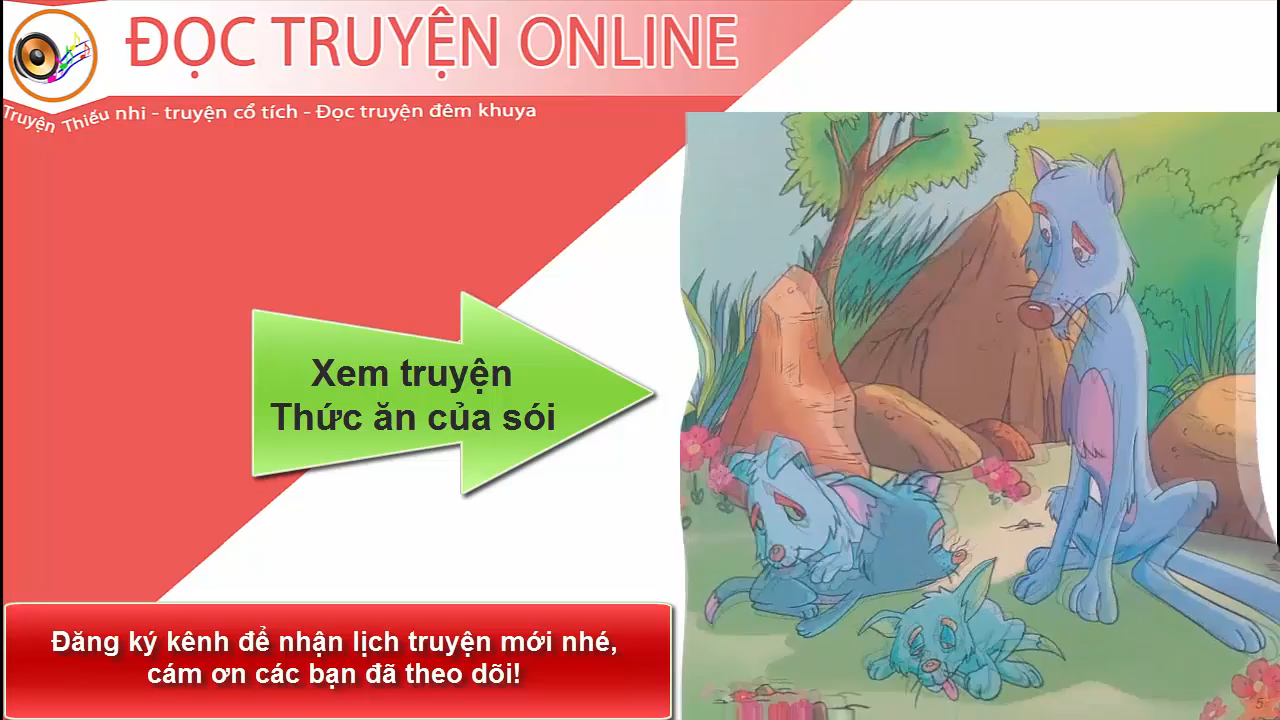 ĐỌC TRUYỆN ONLINE
Truyện Thiếu nhi - truyện cổ tích - Đọc truyện đêm khuya
Xem truyện
Thức ăn của sói
Đăng ký kênh để nhận lịch truyện mới nhé,
cám ơn các bạn đã theo dõi!
5